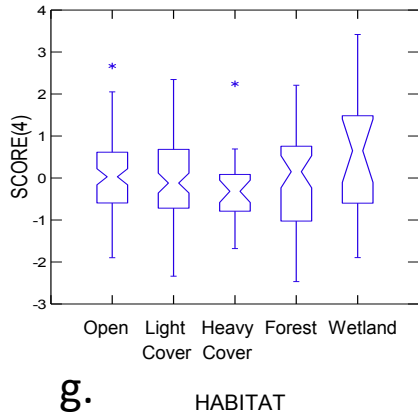 4
3
2
1
0
-1
-2
-3
SCORE(4)
* *
Open Light Heavy Forest Wetland
Cover Cover
g. HABITAT